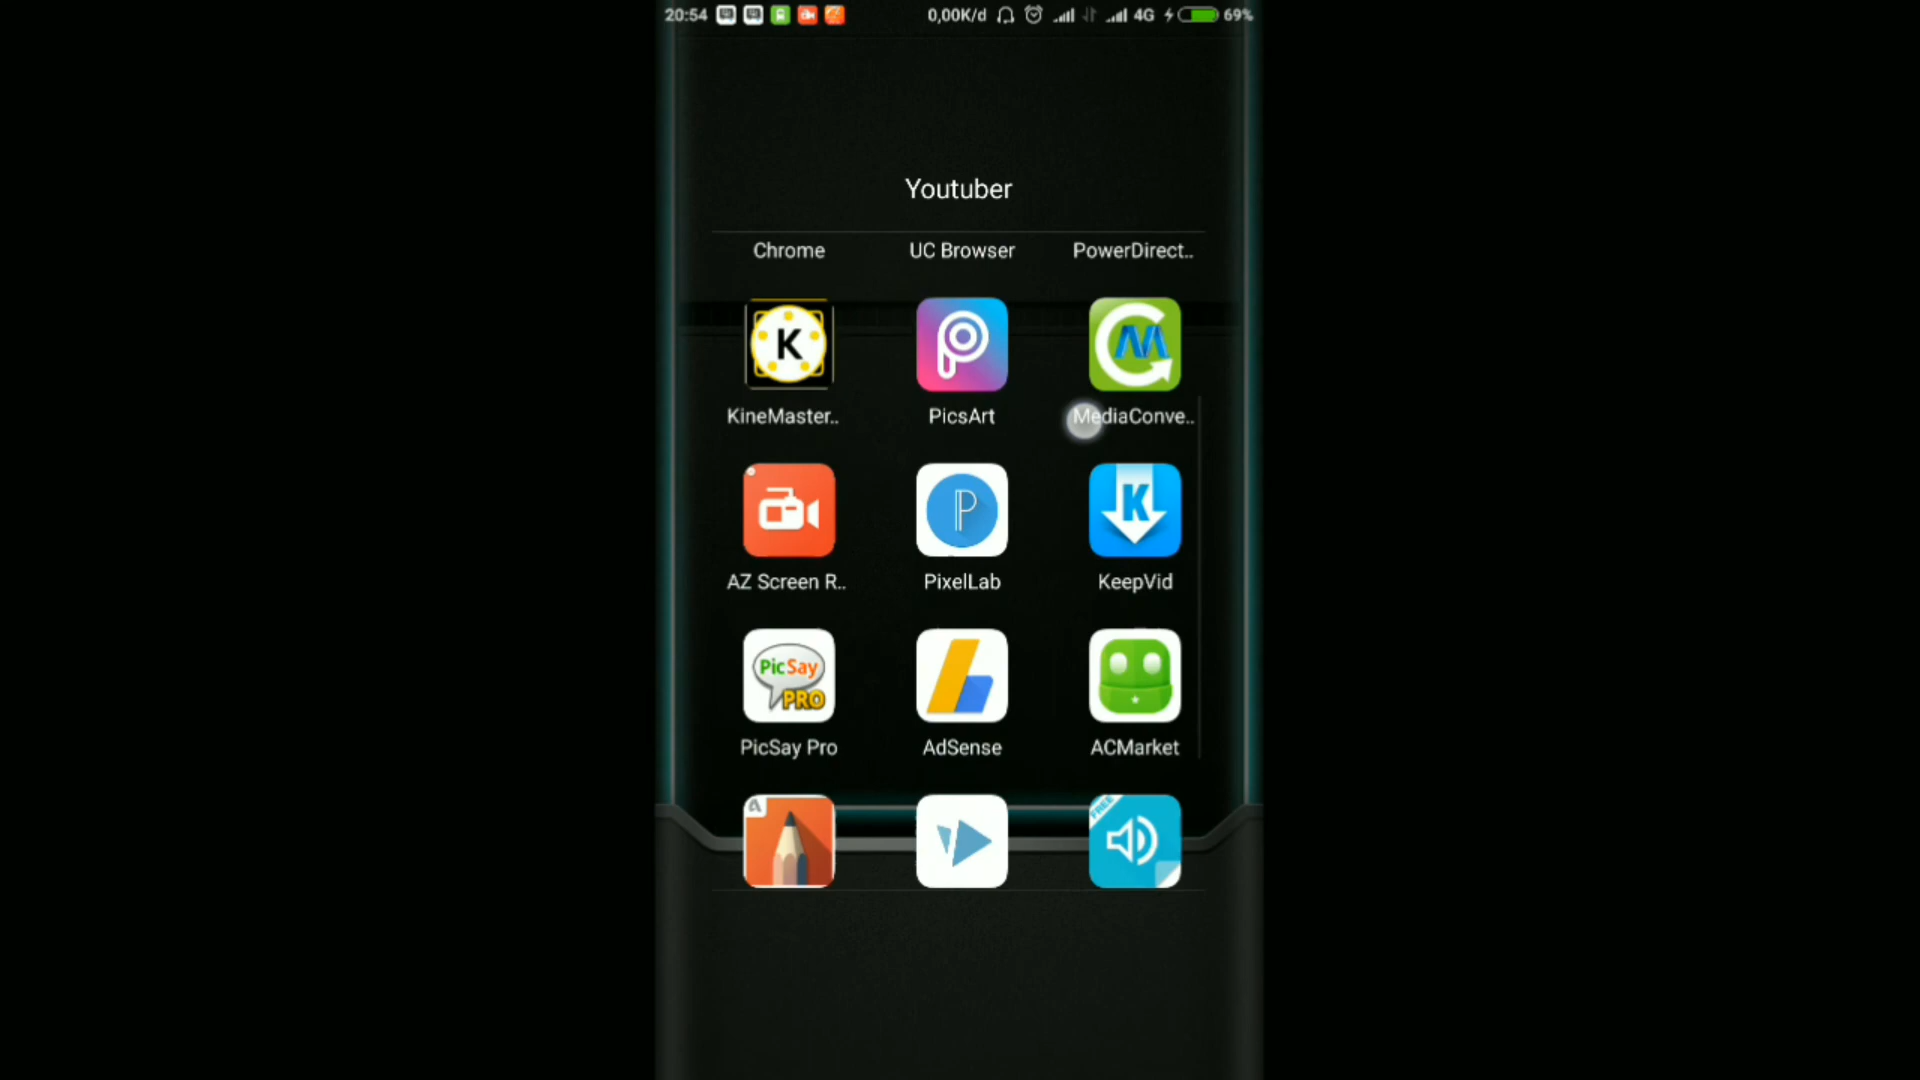 20:54 0,00K/d 4G 69%
Youtuber
Chrome UC Browser PowerDirect..
K
KineMaster.. PicsArt MediaConve..
P K
AZ Screen R.. PixelLab KeepVid
PicSay
PRO
PicSay Pro AdSense ACMarket
A FREE